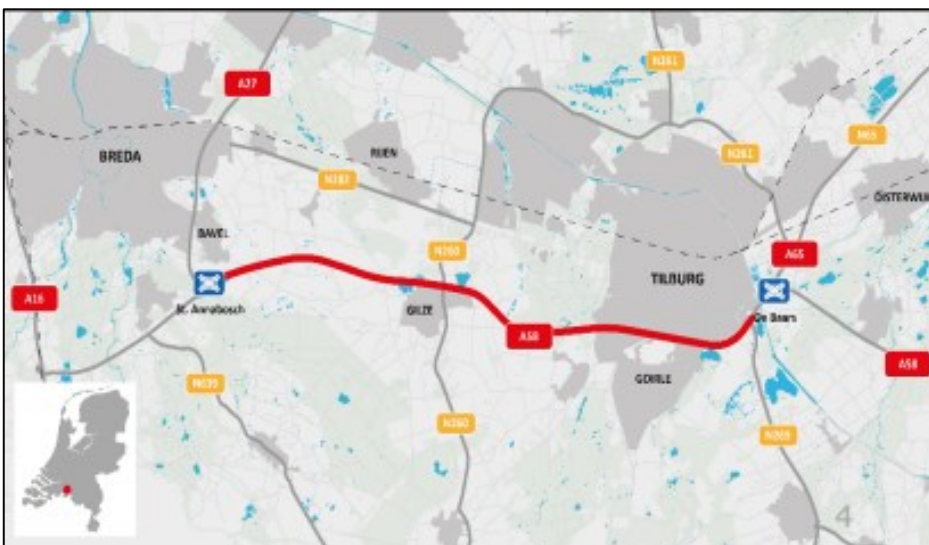 A27
N261
N65
BREDA
RIJEN
N261
N282
BAVEL
N260
A65
TILBURG
A16
St. Annabosch
GILZE
De Baars
A58
A58
GOIRLE
N639
N260
N269
4